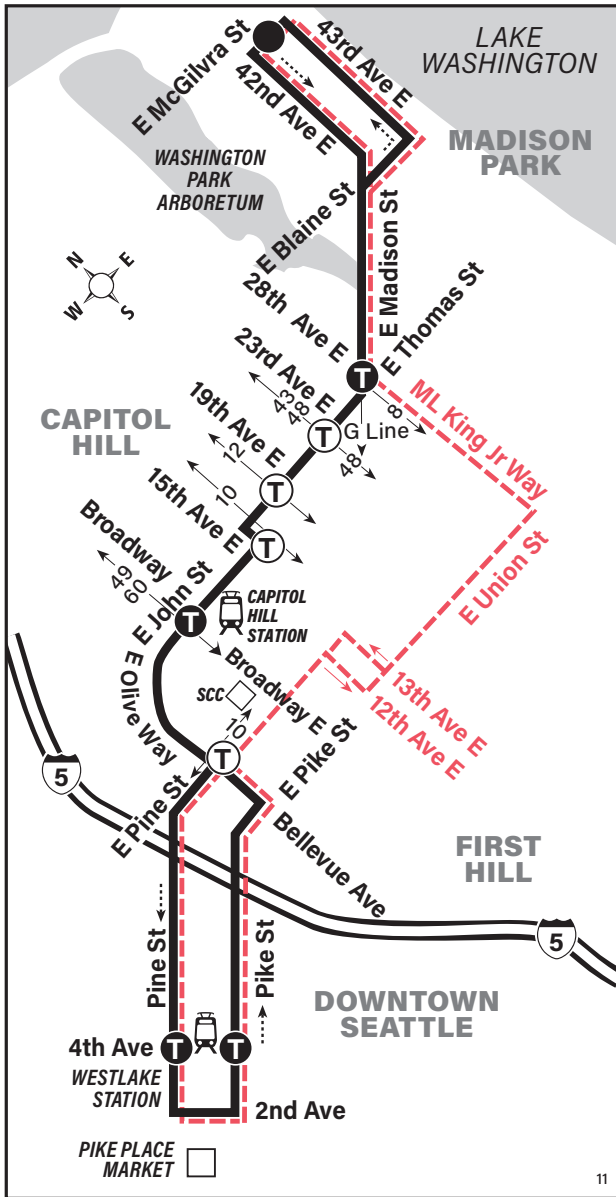 E McGilvra St
43rd Ave E
LAKE
WASHINGTON
42nd Ave E
MADISON
PARK
WASHINGTON
PARK
ARBORETUM
E Blaine St
E Madison St
N
E
W
S
28th Ave E
E Thomas St
T
8
ML King Jr Way
23rd Ave E
43
48
G Line
T
48
CAPITOL
HILL
19th Ave E
12
T
15th Ave E
10
T
E Union St
Broadway
49
60
E John St
T
CAPITOL
HILL
STATION
Broadway E
SCC
13th Ave E
12th Ave E
E Olive Way
10
T
E Pike St
E Pine St
5
Bellevue Ave
FIRST
HILL
5
Pine St
Pike St
DOWNTOWN
SEATTLE
4th Ave
T
T
WESTLAKE
STATION
2nd Ave
PIKE PLACE
MARKET
11